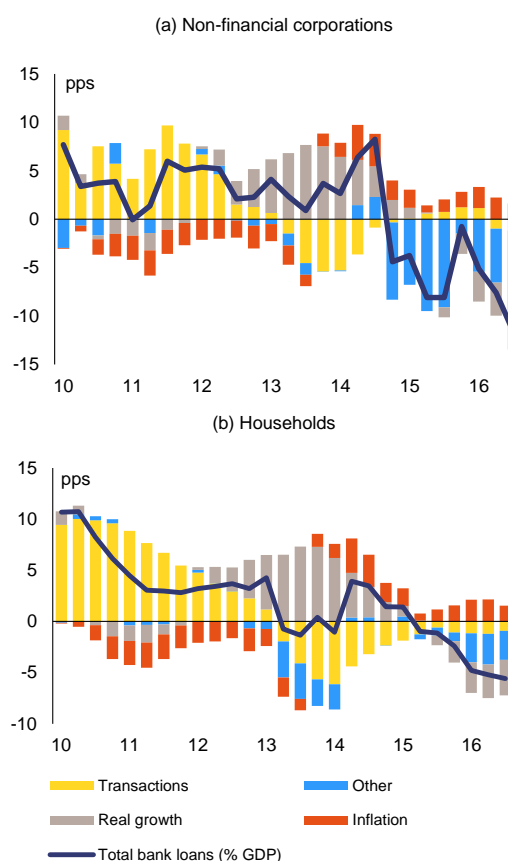 (a) Non-financial corporations
15
pps
10
5
0
-5
-10
-15
10 11 12 13 14 15 16
(b) Households
15
pps
10
5
0
-5
-10
10 11 12 13 14 15 16
Transactions Other
Real growth Inflation
Total bank loans (% GDP)